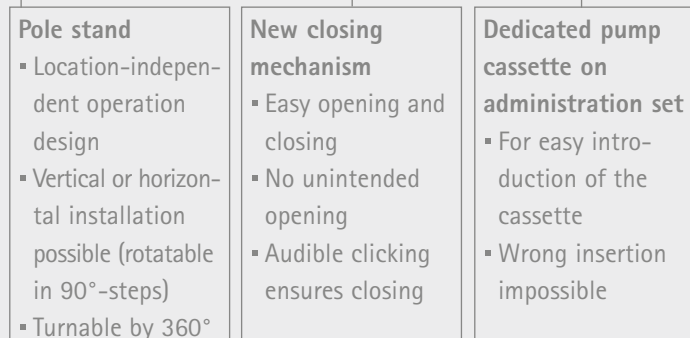 Pole stand
▪ Location-indepen-
dent operation
design
▪ Vertical or horizon-
tal installation
possible (rotatable
in 90°-steps)
▪ Turnable by 360°
New closing
mechanism
▪ Easy opening and
closing
▪ No unintended
opening
▪ Audible clicking
ensures closing
Dedicated pump
cassette on
administration set
▪ For easy intro-
duction of the
cassette
▪ Wrong insertion
impossible